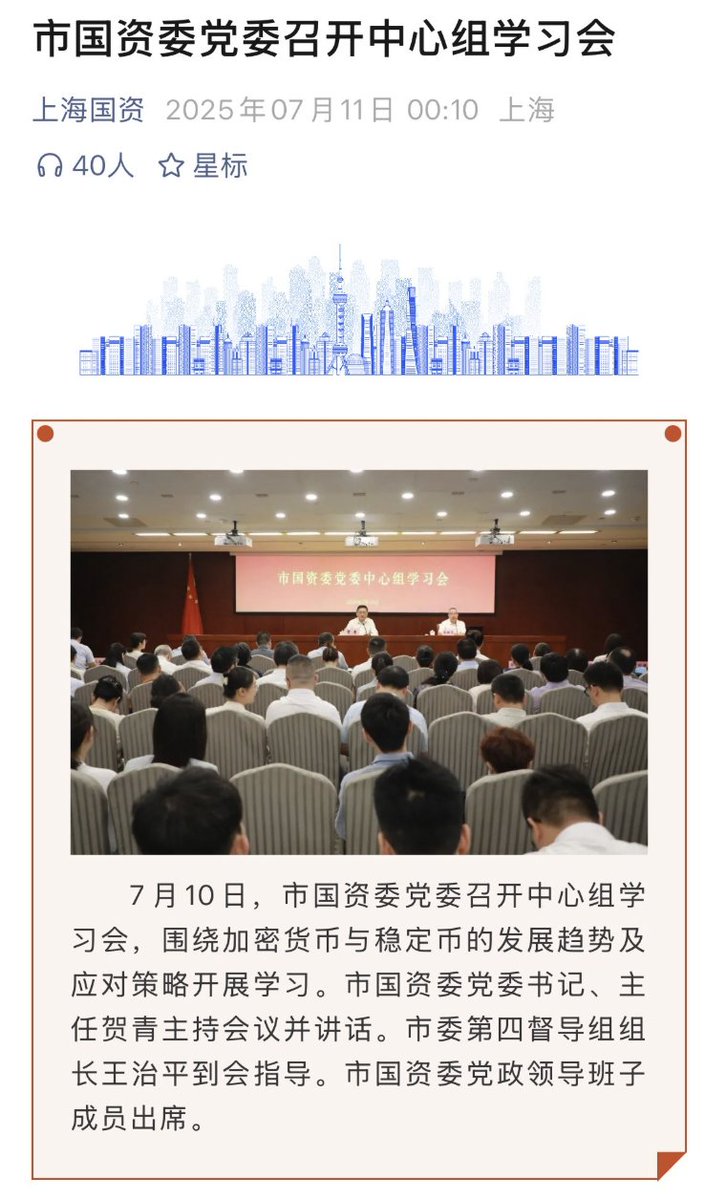 市国资委党委召开中心组学习会
上海国资 2025年07月11日 00:10 上海
40人 星标
市国资委党委中心组学习会
7月10日，市国资委党委召开中心组学
习会，围绕加密货币与稳定币的发展趋势及
应对策略开展学习。市国资委党委书记、主
任贺青主持会议并讲话。市委第四督导组组
长王治平到会指导。市国资委党政领导班子
成员出席。